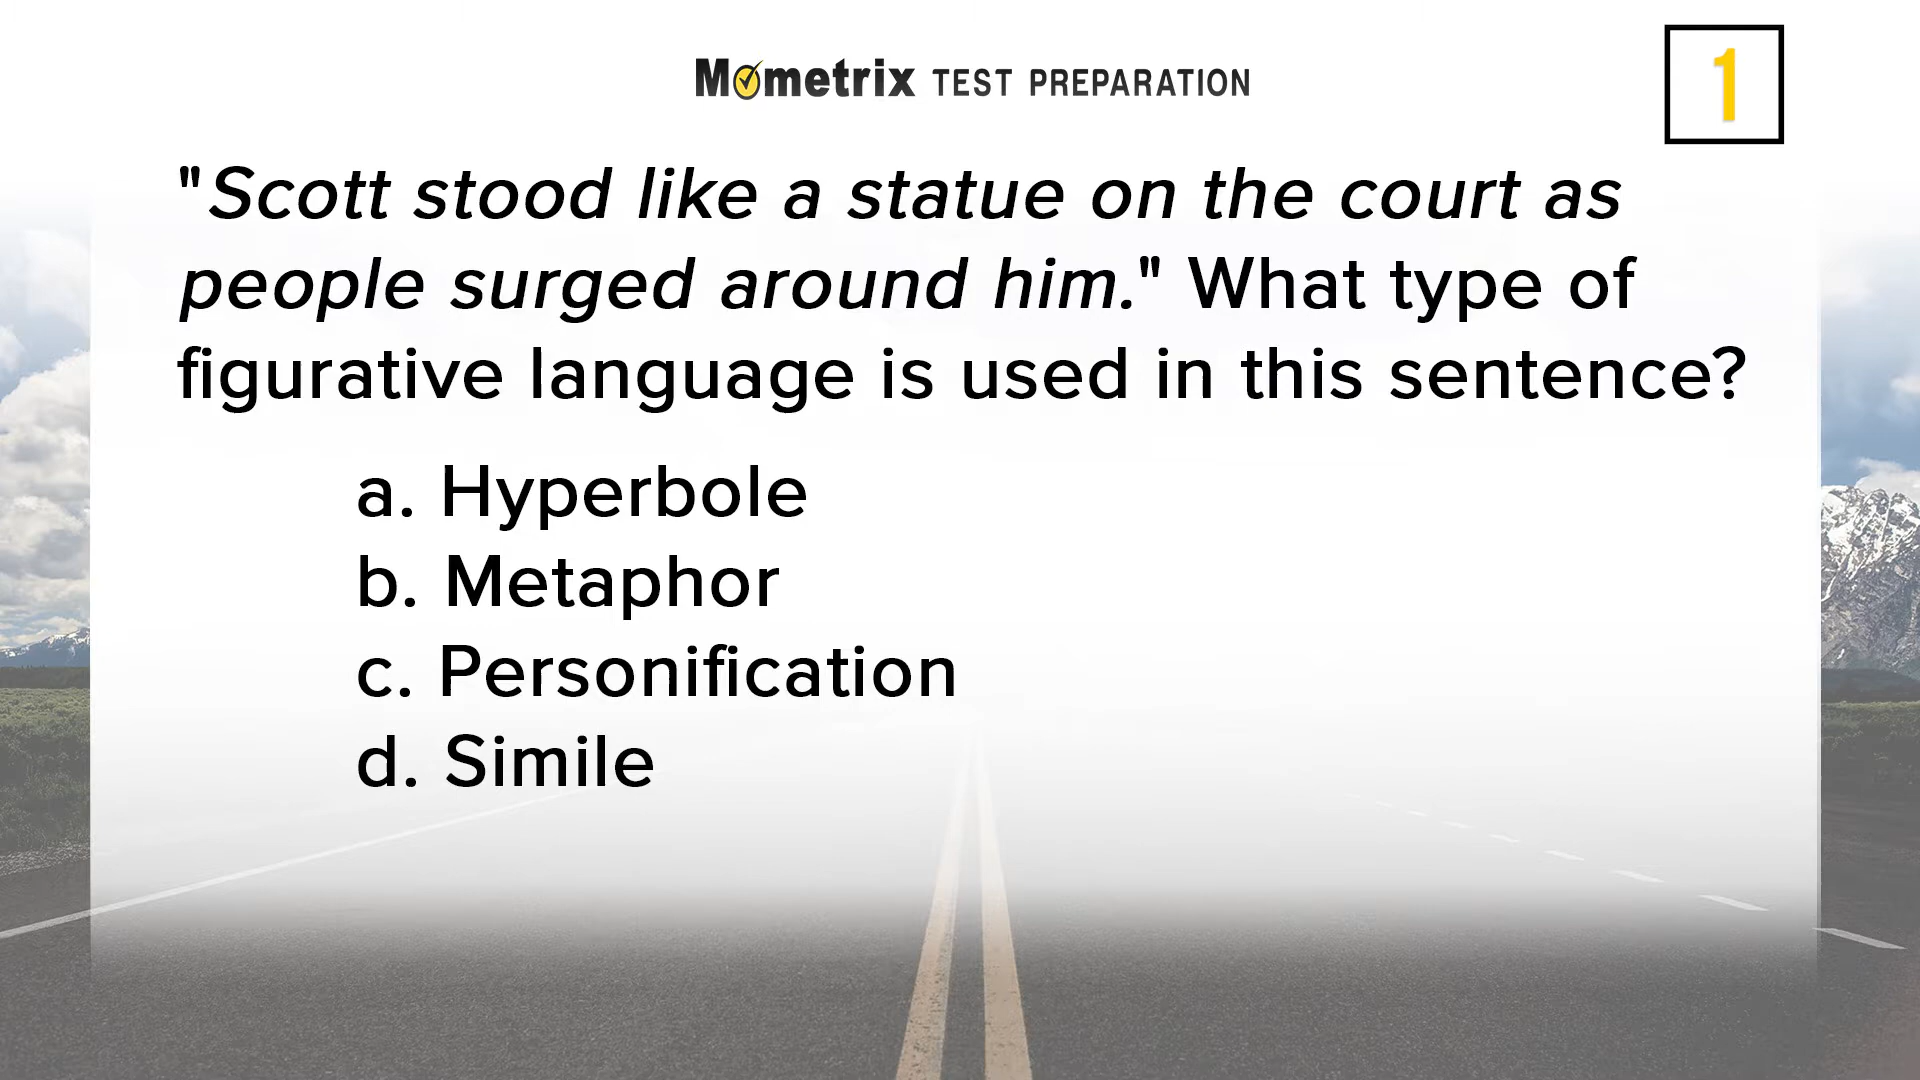 Mometrix TEST PREPARATION
1
"Scott stood like a statue on the court as
people surged around him." What type of
figurative language is used in this sentence?
a. Hyperbole
b. Metaphor
c. Personification
d. Simile